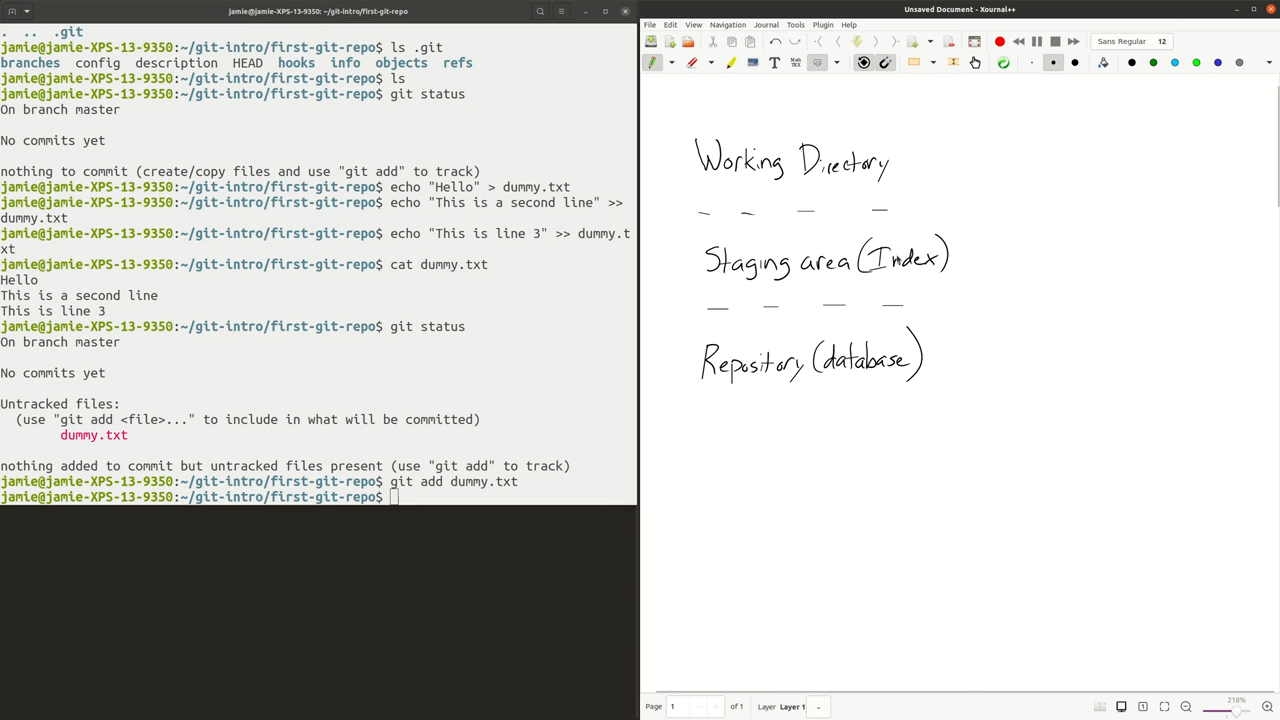 jamie@jamie-XPS-13-9350: ~/git-intro/first-git-repo
. .. .git
jamie@jamie-XPS-13-9350:~/git-intro/first-git-repo$ ls .git
branches config description HEAD hooks info objects refs
jamie@jamie-XPS-13-9350:~/git-intro/first-git-repo$ ls
jamie@jamie-XPS-13-9350:~/git-intro/first-git-repo$ git status
On branch master
No commits yet
nothing to commit (create/copy files and use "git add" to track)
jamie@jamie-XPS-13-9350:~/git-intro/first-git-repo$ echo "Hello" > dummy.txt
jamie@jamie-XPS-13-9350:~/git-intro/first-git-repo$ echo "This is a second line" >>
dummy.txt
jamie@jamie-XPS-13-9350:~/git-intro/first-git-repo$ echo "This is line 3" >> dummy.t
xt
jamie@jamie-XPS-13-9350:~/git-intro/first-git-repo$ cat dummy.txt
Hello
This is a second line
This is line 3
jamie@jamie-XPS-13-9350:~/git-intro/first-git-repo$ git status
On branch master
No commits yet
Untracked files:
(use "git add <file>..." to include in what will be committed)
dummy.txt
nothing added to commit but untracked files present (use "git add" to track)
jamie@jamie-XPS-13-9350:~/git-intro/first-git-repo$ git add dummy.txt
jamie@jamie-XPS-13-9350:~/git-intro/first-git-repo$
Unsaved Document - Xournal++
File Edit View Navigation Journal Tools Plugin Help
Sans Regular 12
Working Directory
Staging area (Index)
Repository (database)
Page 1 of 1 Layer Layer 1
218%